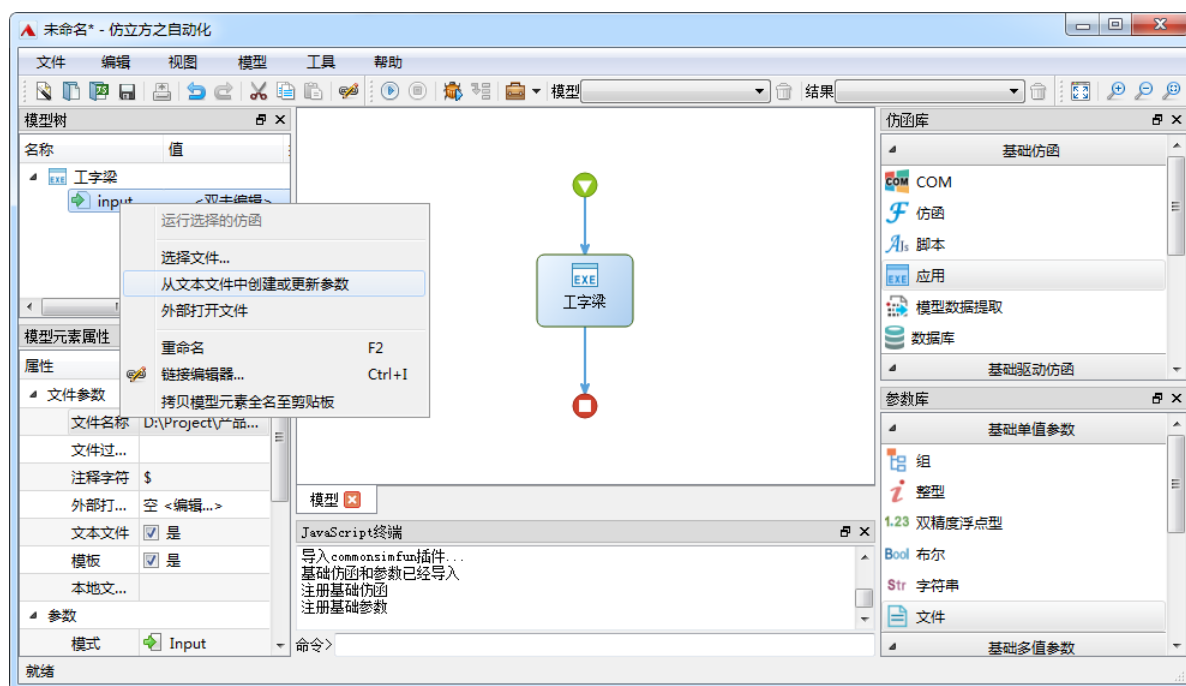 未命名* - 仿立方之自动化
文件 编辑 视图 模型 工具 帮助
模型 结果
模型树
名称 值
EXE 工字梁
input <双击编辑>
运行选择的仿函
选择文件...
从文本文件中创建或更新参数
外部打开文件
重命名 F2
链接编辑器... Ctrl+I
拷贝模型元素全名至剪贴板
模型元素属性
属性
文件参数
文件名称 D:\Project\产品...
文件过...
注释字符 $
外部打... 空 <编辑...>
文本文件 是
模板 是
本地文...
参数
模式 Input
EXE
工字梁
模型
JavaScript终端
导入commonsimfun插件...
基础仿函和参数已经导入
注册基础仿函
注册基础参数
命令>
仿函库
基础仿函
COM COM
仿函
Js 脚本
EXE 应用
模型数据提取
数据库
基础驱动仿函
参数库
基础单值参数
组
i 整型
1.23 双精度浮点型
Bool 布尔
Str 字符串
文件
基础多值参数
就绪